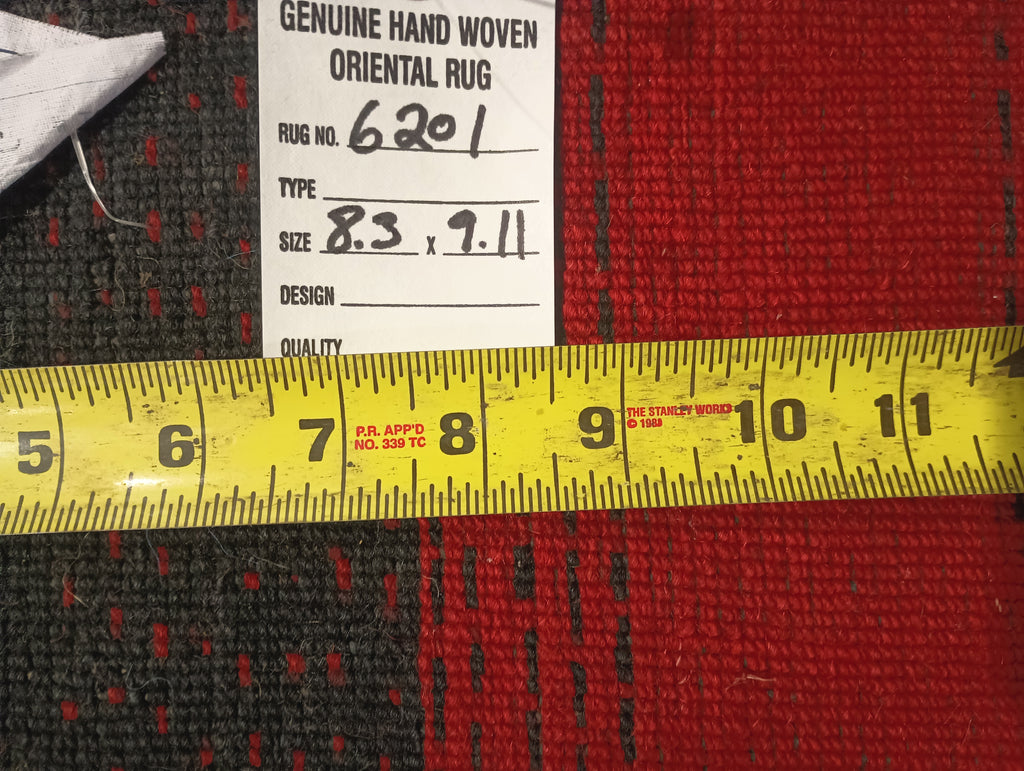 GENUINE HAND WOVEN
ORIENTAL RUG
RUG NO. 6201
TYPE
SIZE 8.3 x 9.11
DESIGN
QUALITY
5 6 7 8 9 10 11
P.R. APP'D
NO. 339 TC
THE STANLEY WORKS
© 1989